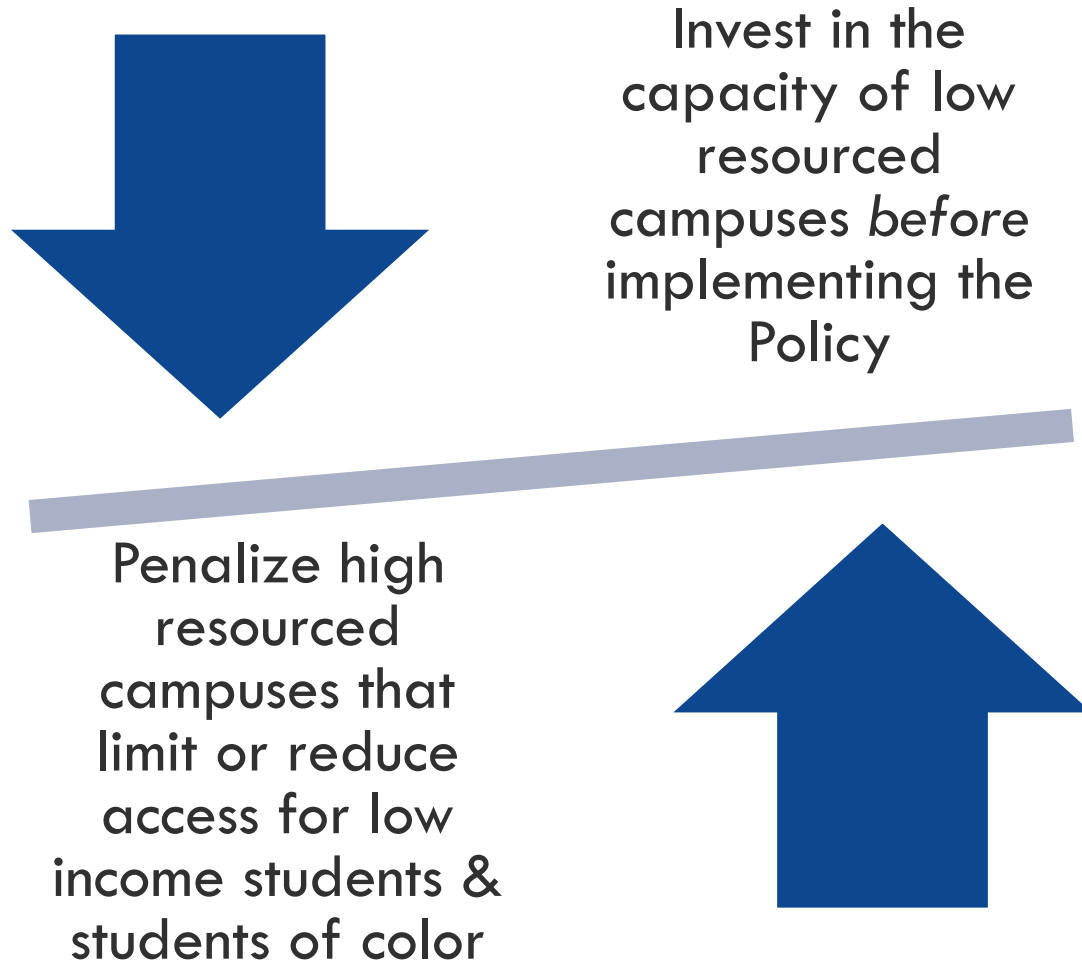 Invest in the
capacity of low
resourced
campuses before
implementing the
Policy
Penalize high
resourced
campuses that
limit or reduce
access for low
income students &
students of color